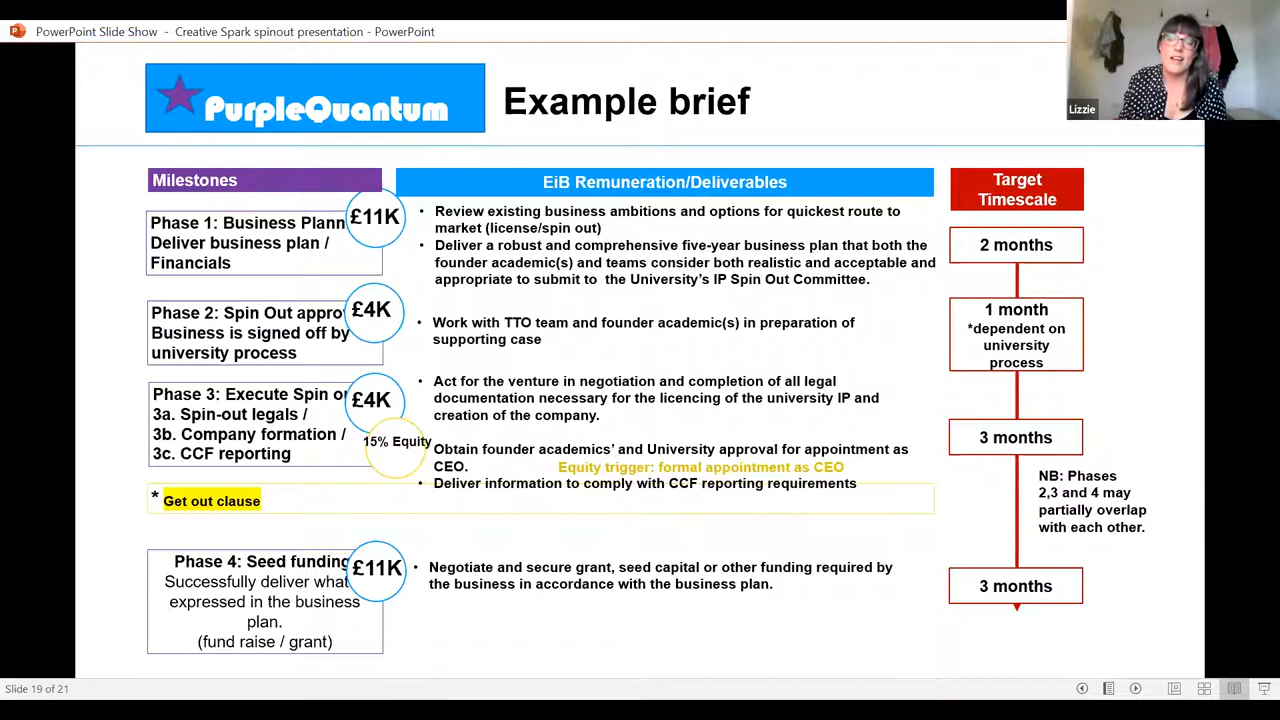 PowerPoint Slide Show - Creative Spark spinout presentation - PowerPoint
Lizzie
PurpleQuantum
Example brief
Milestones
EiB Remuneration/Deliverables
Target
Timescale
Phase 1: Business Plann
Deliver business plan /
Financials
£11K
• Review existing business ambitions and options for quickest route to
market (license/spin out)
• Deliver a robust and comprehensive five-year business plan that both the
founder academic(s) and teams consider both realistic and acceptable and
appropriate to submit to the University's IP Spin Out Committee.
2 months
Phase 2: Spin Out appro
Business is signed off by
university process
£4K
• Work with TTO team and founder academic(s) in preparation of
supporting case
1 month
*dependent on
university
process
Phase 3: Execute Spin o
3a. Spin-out legals /
3b. Company formation /
3c. CCF reporting
£4K
15% Equity
• Act for the venture in negotiation and completion of all legal
documentation necessary for the licencing of the university IP and
creation of the company.
Obtain founder academics' and University approval for appointment as
CEO. Equity trigger: formal appointment as CEO
• Deliver information to comply with CCF reporting requirements
3 months
NB: Phases
2,3 and 4 may
partially overlap
with each other.
* Get out clause
Phase 4: Seed funding
Successfully deliver what
expressed in the business
plan.
(fund raise / grant)
£11K
• Negotiate and secure grant, seed capital or other funding required by
the business in accordance with the business plan.
3 months
Slide 19 of 21